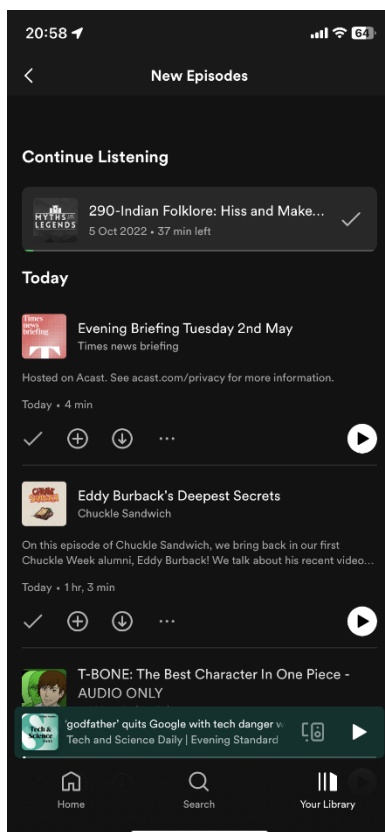 20:58
64
New Episodes
Continue Listening
MYTHS AND
LEGENDS
290-Indian Folklore: Hiss and Make...
5 Oct 2022 • 37 min left
Today
Times
news
briefing
Evening Briefing Tuesday 2nd May
Times news briefing
Hosted on Acast. See acast.com/privacy for more information.
Today • 4 min
Eddy Burback's Deepest Secrets
Chuckle Sandwich
On this episode of Chuckle Sandwich, we bring back in our first
Chuckle Week alumni, Eddy Burback! We talk about his recent video...
Today • 1 hr, 3 min
T-BONE: The Best Character In One Piece -
AUDIO ONLY
Tech &
Science
'godfather' quits Google with tech danger w
Tech and Science Daily | Evening Standard
Home
Search
Your Library